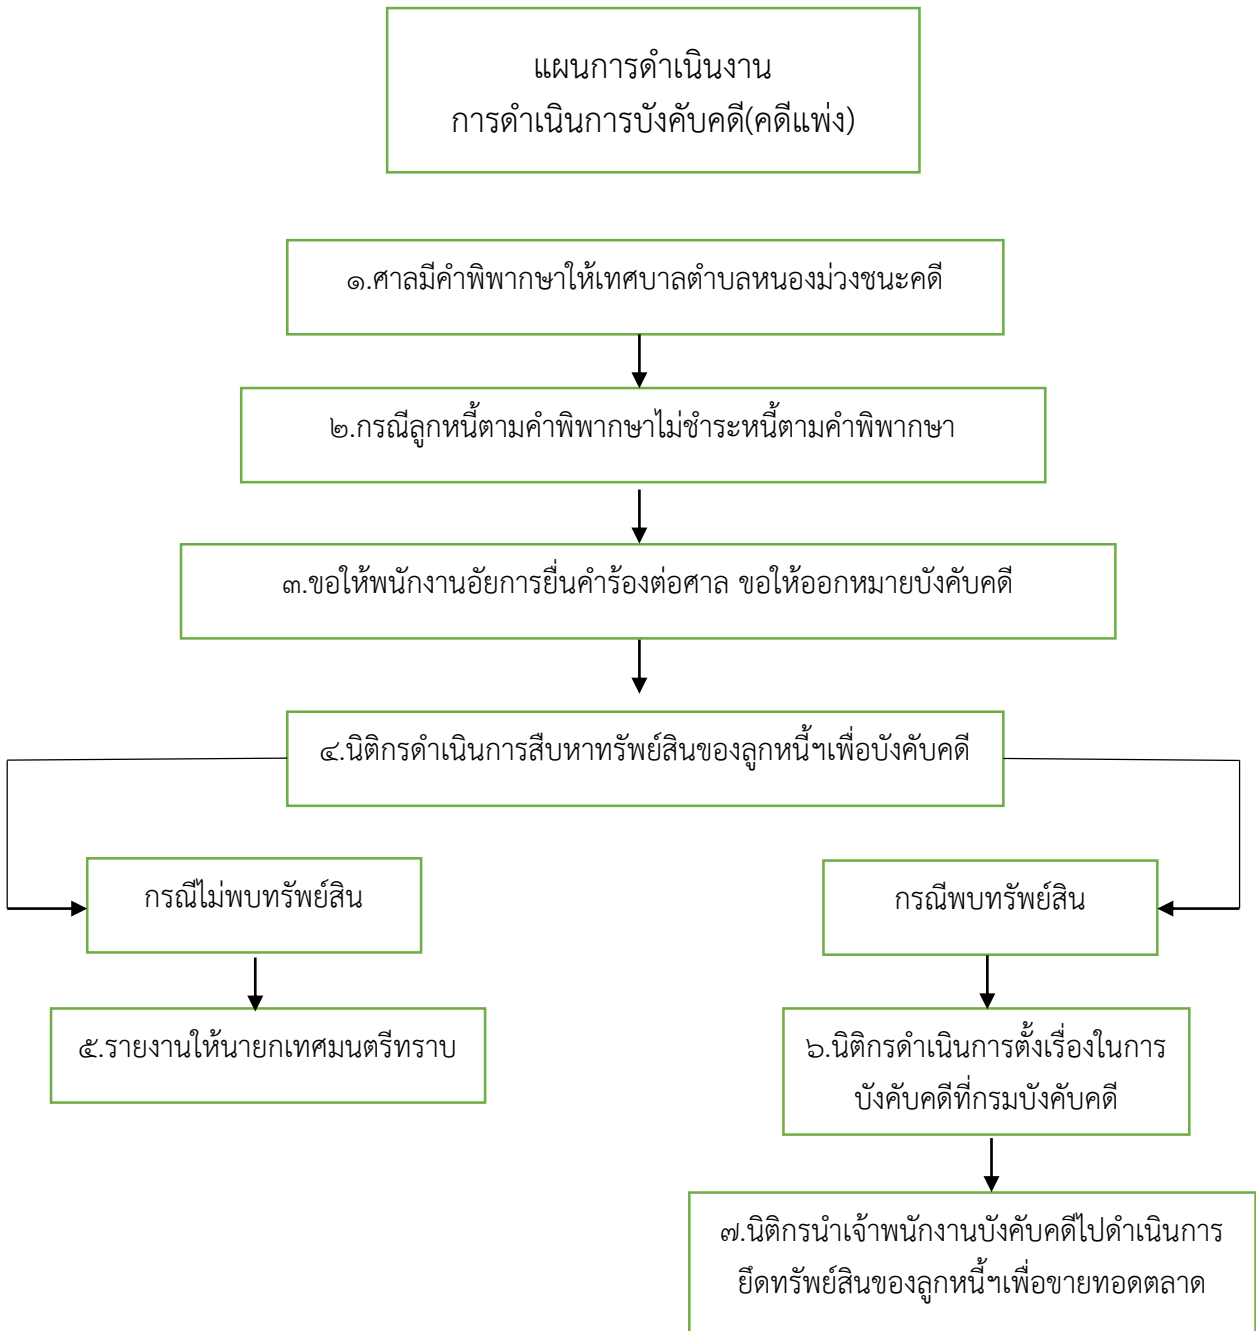 แผนการดำเนินงาน
การดำเนินการบังคับคดี(คดีแพ่ง)
๑.ศาลมีคำพิพากษาให้เทศบาลตำบลหนองม่วงชนะคดี
๒.กรณีลูกหนี้ตามคำพิพากษาไม่ชำระหนี้ตามคำพิพากษา
๓.ขอให้พนักงานอัยการยื่นคำร้องต่อศาล ขอให้ออกหมายบังคับคดี
๔.นิติกรดำเนินการสืบหาทรัพย์สินของลูกหนี้ฯเพื่อบังคับคดี
กรณีไม่พบทรัพย์สิน
๕.รายงานให้นายกเทศมนตรีทราบ
กรณีพบทรัพย์สิน
๖.นิติกรดำเนินการตั้งเรื่องในการ
บังคับคดีที่กรมบังคับคดี
๗.นิติกรนำเจ้าพนักงานบังคับคดีไปดำเนินการ
ยึดทรัพย์สินของลูกหนี้ฯเพื่อขายทอดตลาด